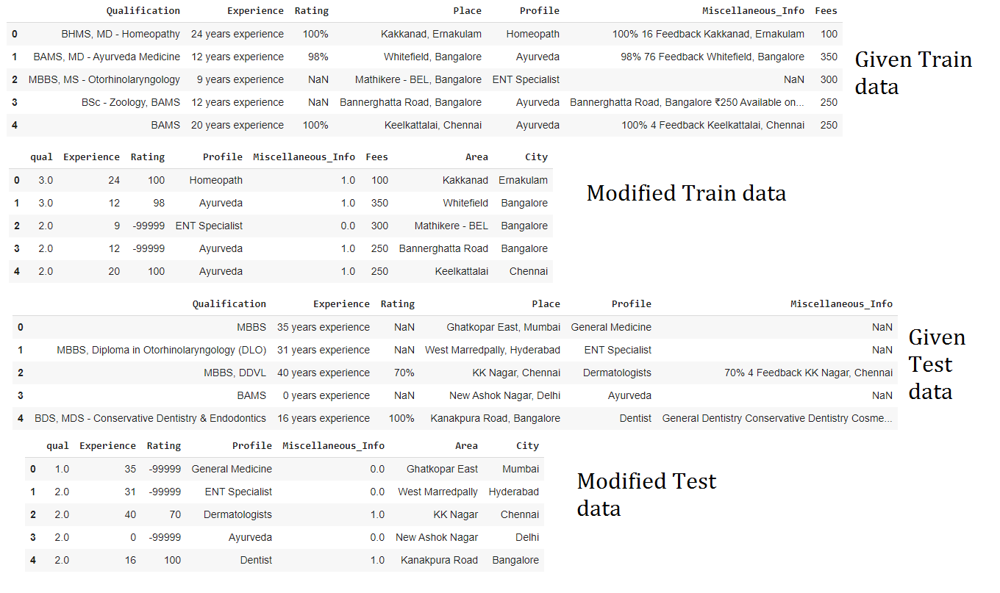 Qualification Experience Rating Place Profile Miscellaneous_Info Fees
0 BHMS, MD - Homeopathy 24 years experience 100% Kakkanad, Ernakulam Homeopath 100% 16 Feedback Kakkanad, Ernakulam 100
1 BAMS, MD - Ayurveda Medicine 12 years experience 98% Whitefield, Bangalore Ayurveda 98% 76 Feedback Whitefield, Bangalore 350
2 MBBS, MS - Otorhinolaryngology 9 years experience NaN Mathikere - BEL, Bangalore ENT Specialist NaN 300
3 BSc - Zoology, BAMS 12 years experience NaN Bannerghatta Road, Bangalore Ayurveda Bannerghatta Road, Bangalore ₹250 Available on... 250
4 BAMS 20 years experience 100% Keelkattalai, Chennai Ayurveda 100% 4 Feedback Keelkattalai, Chennai 250
Given Train
data
qual Experience Rating Profile Miscellaneous_Info Fees Area City
0 3.0 24 100 Homeopath 1.0 100 Kakkanad Ernakulam
1 3.0 12 98 Ayurveda 1.0 350 Whitefield Bangalore
2 2.0 9 -99999 ENT Specialist 0.0 300 Mathikere - BEL Bangalore
3 2.0 12 -99999 Ayurveda 1.0 250 Bannerghatta Road Bangalore
4 2.0 20 100 Ayurveda 1.0 250 Keelkattalai Chennai
Modified Train data
Qualification Experience Rating Place Profile Miscellaneous_Info
0 MBBS 35 years experience NaN Ghatkopar East, Mumbai General Medicine NaN
1 MBBS, Diploma in Otorhinolaryngology (DLO) 31 years experience NaN West Marredpally, Hyderabad ENT Specialist NaN
2 MBBS, DDVL 40 years experience 70% KK Nagar, Chennai Dermatologists 70% 4 Feedback KK Nagar, Chennai
3 BAMS 0 years experience NaN New Ashok Nagar, Delhi Ayurveda NaN
4 BDS, MDS - Conservative Dentistry & Endodontics 16 years experience 100% Kanakpura Road, Bangalore Dentist General Dentistry Conservative Dentistry Cosme...
Given
Test
data
qual Experience Rating Profile Miscellaneous_Info Area City
0 1.0 35 -99999 General Medicine 0.0 Ghatkopar East Mumbai
1 2.0 31 -99999 ENT Specialist 0.0 West Marredpally Hyderabad
2 2.0 40 70 Dermatologists 1.0 KK Nagar Chennai
3 2.0 0 -99999 Ayurveda 0.0 New Ashok Nagar Delhi
4 2.0 16 100 Dentist 1.0 Kanakpura Road Bangalore
Modified Test
data